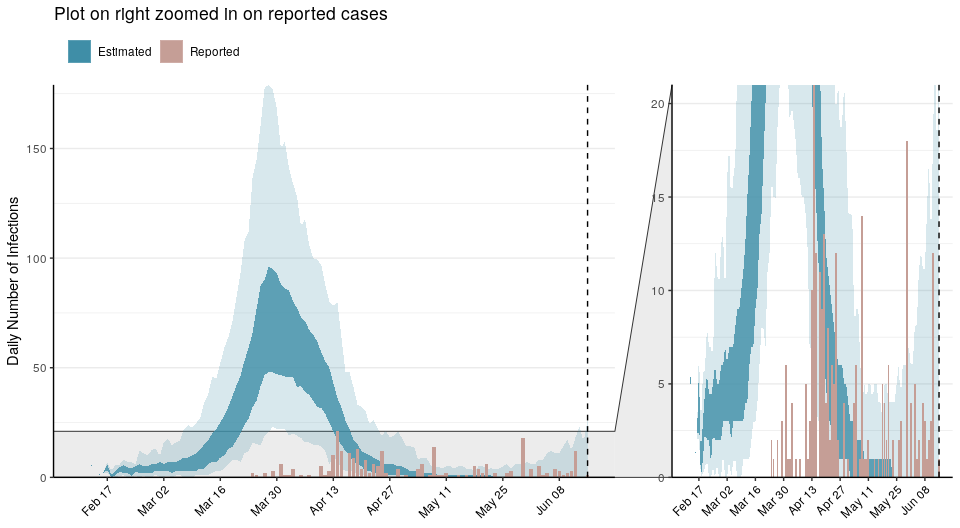 Plot on right zoomed in on reported cases
Estimated Reported
Daily Number of Infections
150
100
50
0
Feb 17 Mar 02 Mar 16 Mar 30 Apr 13 Apr 27 May 11 May 25 Jun 08
20
15
10
5
0
Feb 17 Mar 02 Mar 16 Mar 30 Apr 13 Apr 27 May 11 May 25 Jun 08